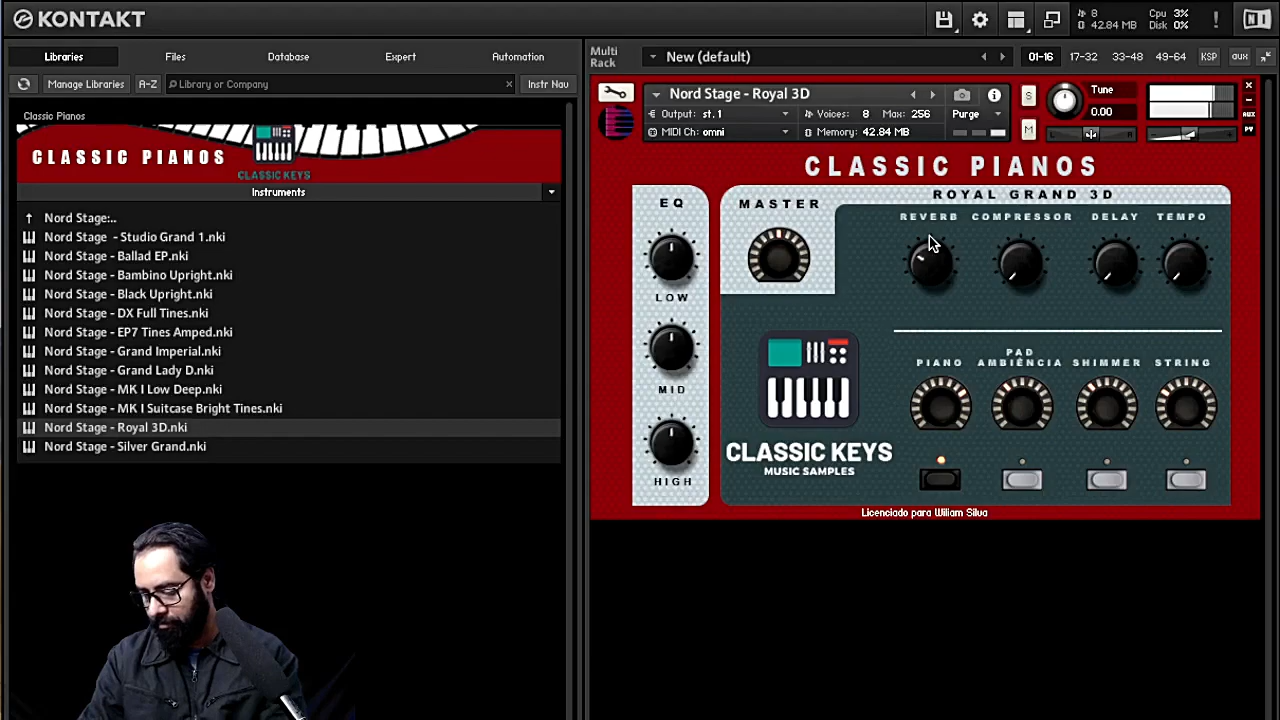 KONTAKT
8
42.84 MB
Cpu 3%
Disk 0%
!
NI
Libraries
Files
Database
Expert
Automation
Manage Libraries
A-Z
Library or Company
Instr Nav
Classic Pianos
CLASSIC PIANOS
CLASSIC KEYS
Instruments
Nord Stage:..
Nord Stage - Studio Grand 1.nki
Nord Stage - Ballad EP.nki
Nord Stage - Bambino Upright.nki
Nord Stage - Black Upright.nki
Nord Stage - DX Full Tines.nki
Nord Stage - EP7 Tines Amped.nki
Nord Stage - Grand Imperial.nki
Nord Stage - Grand Lady D.nki
Nord Stage - MK I Low Deep.nki
Nord Stage - MK I Suitcase Bright Tines.nki
Nord Stage - Royal 3D.nki
Nord Stage - Silver Grand.nki
Multi
Rack
New (default)
01-16
17-32
33-48
49-64
KSP
aux
Nord Stage - Royal 3D
Output: st. 1
Voices: 8
Max: 256
Purge
MIDI Ch: omni
Memory: 42.84 MB
S
M
Tune
0.00
L
R
AUX
PV
CLASSIC PIANOS
EQ
LOW
MID
HIGH
MASTER
ROYAL GRAND 3D
REVERB
COMPRESSOR
DELAY
TEMPO
PIANO
PAD
AMBIÊNCIA
SHIMMER
STRING
CLASSIC KEYS
MUSIC SAMPLES
Licenciado para Wiliam Silva